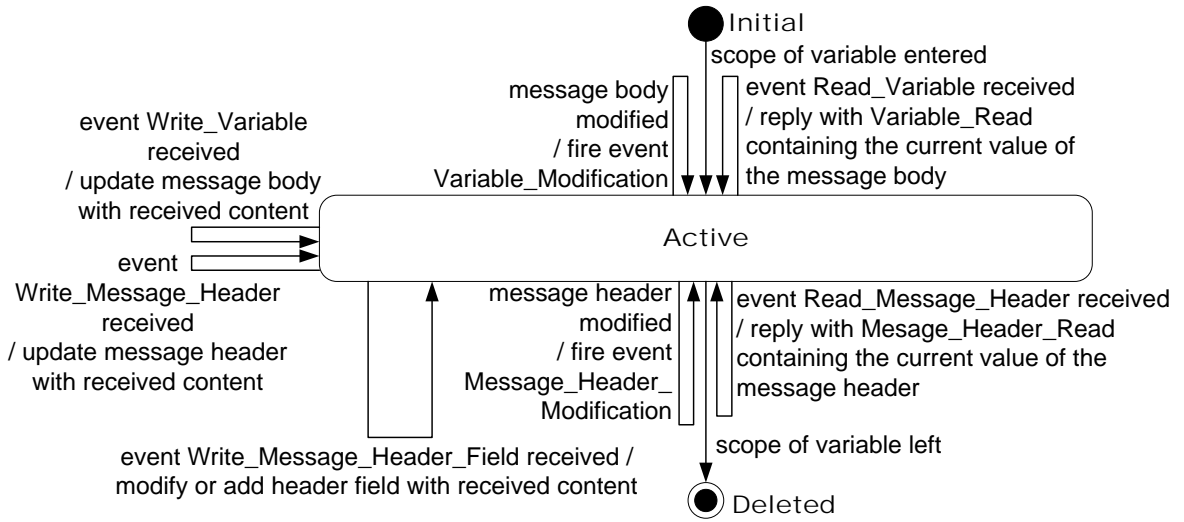 Initial
scope of variable entered
message body
modified
/ fire event
Variable_Modification
event Read_Variable received
/ reply with Variable_Read
containing the current value of
the message body
event Write_Variable
received
/ update message body
with received content
Active
event
Write_Message_Header
received
/ update message header
with received content
message header
modified
/ fire event
Message_Header_
Modification
event Read_Message_Header received
/ reply with Mesage_Header_Read
containing the current value of the
message header
event Write_Message_Header_Field received /
modify or add header field with received content
scope of variable left
Deleted